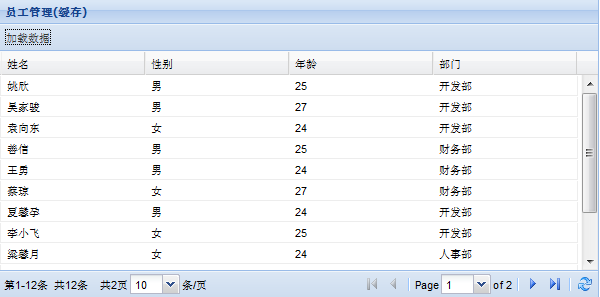 员工管理(缓存)
加载数据
姓名 性别 年龄 部门
姚欣 男 25 开发部
吴家骏 男 27 开发部
袁向东 女 24 开发部
善信 男 25 财务部
王勇 男 24 财务部
蔡琼 女 27 财务部
夏馨孕 男 24 开发部
李小飞 女 25 开发部
梁馨月 女 24 人事部
第1-12条 共12条 共2页 10 条/页 Page 1 of 2